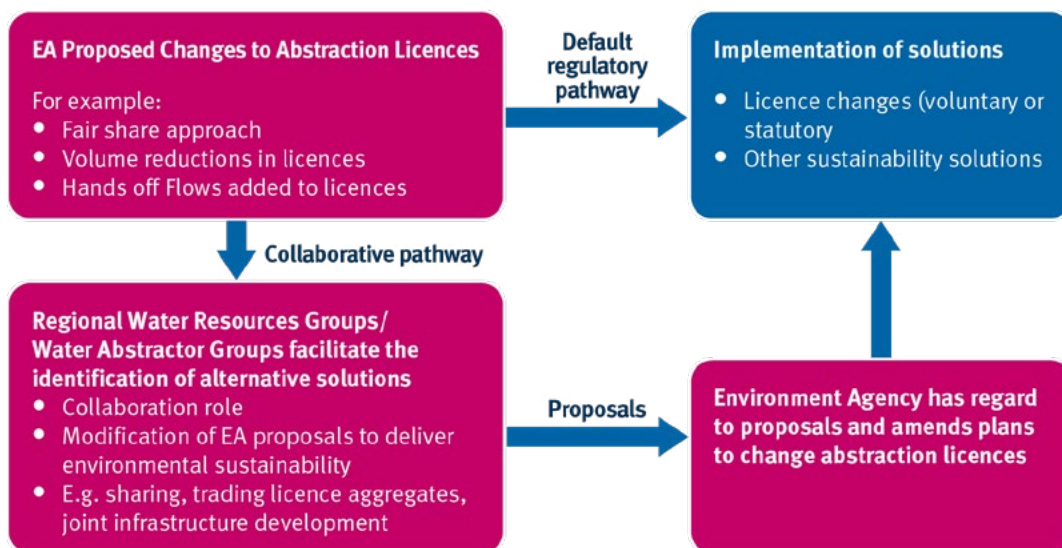 EA Proposed Changes to Abstraction Licences
For example:
• Fair share approach
• Volume reductions in licences
• Hands off Flows added to licences
Default
regulatory
pathway
Implementation of solutions
• Licence changes (voluntary or
statutory
• Other sustainability solutions
Collaborative pathway
Regional Water Resources Groups/
Water Abstractor Groups facilitate the
identification of alternative solutions
• Collaboration role
• Modification of EA proposals to deliver
environmental sustainability
• E.g. sharing, trading licence aggregates,
joint infrastructure development
Proposals
Environment Agency has regard
to proposals and amends plans
to change abstraction licences